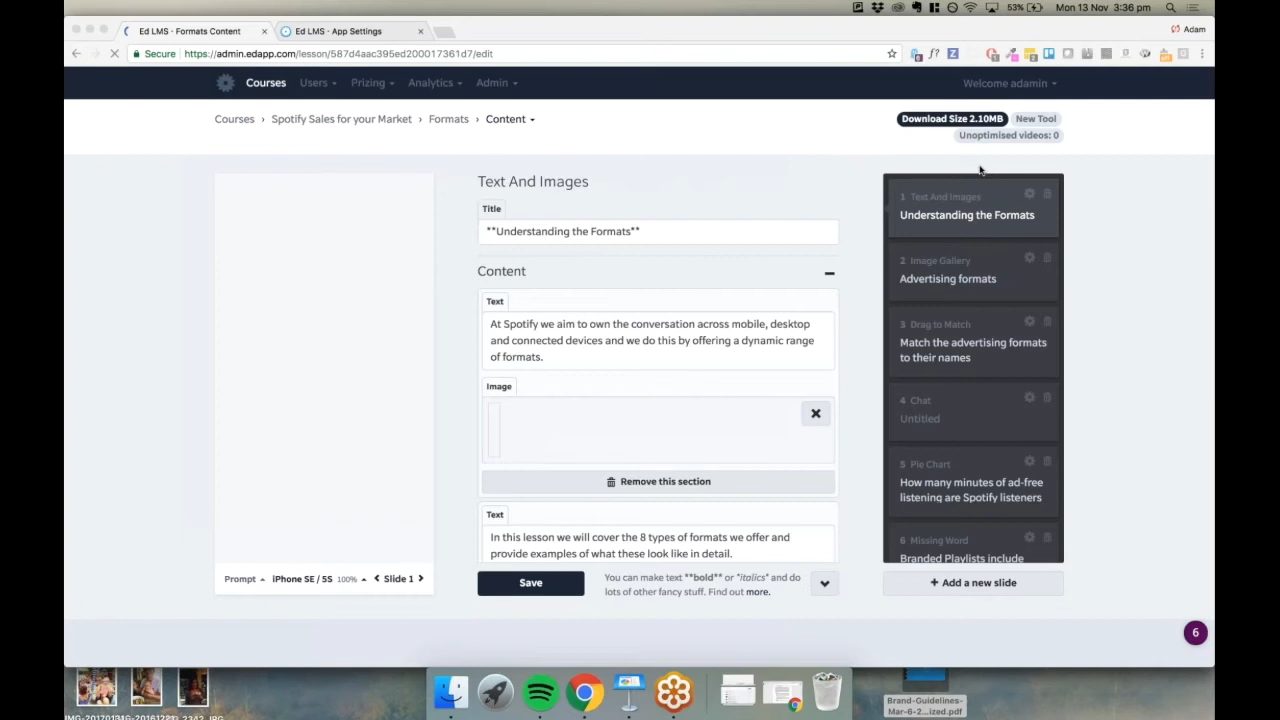 53% Mon 13 Nov 3:36 pm
Ed LMS - Formats Content
Ed LMS · App Settings
Adam
Secure https://admin.edapp.com/lesson/587d4aac395ed200017361d7/edit
Courses Users Prizing Analytics Admin Welcome adamin
Courses › Spotify Sales for your Market › Formats › Content
Download Size 2.10MB New Tool
Unoptimised videos: 0
Text And Images
Title
**Understanding the Formats**
Content
Text
At Spotify we aim to own the conversation across mobile, desktop
and connected devices and we do this by offering a dynamic range
of formats.
Image
Remove this section
Text
In this lesson we will cover the 8 types of formats we offer and
provide examples of what these look like in detail.
Prompt iPhone SE / 5S 100% Slide 1
Save
You can make text **bold** or *italics* and do
lots of other fancy stuff. Find out more.
1 Text And Images
Understanding the Formats
2 Image Gallery
Advertising formats
3 Drag to Match
Match the advertising formats
to their names
4 Chat
Untitled
5 Pie Chart
How many minutes of ad-free
listening are Spotify listeners
6 Missing Word
Branded Playlists include
+ Add a new slide
6
Brand-Guidelines-
Mar-6-2...ized.pdf